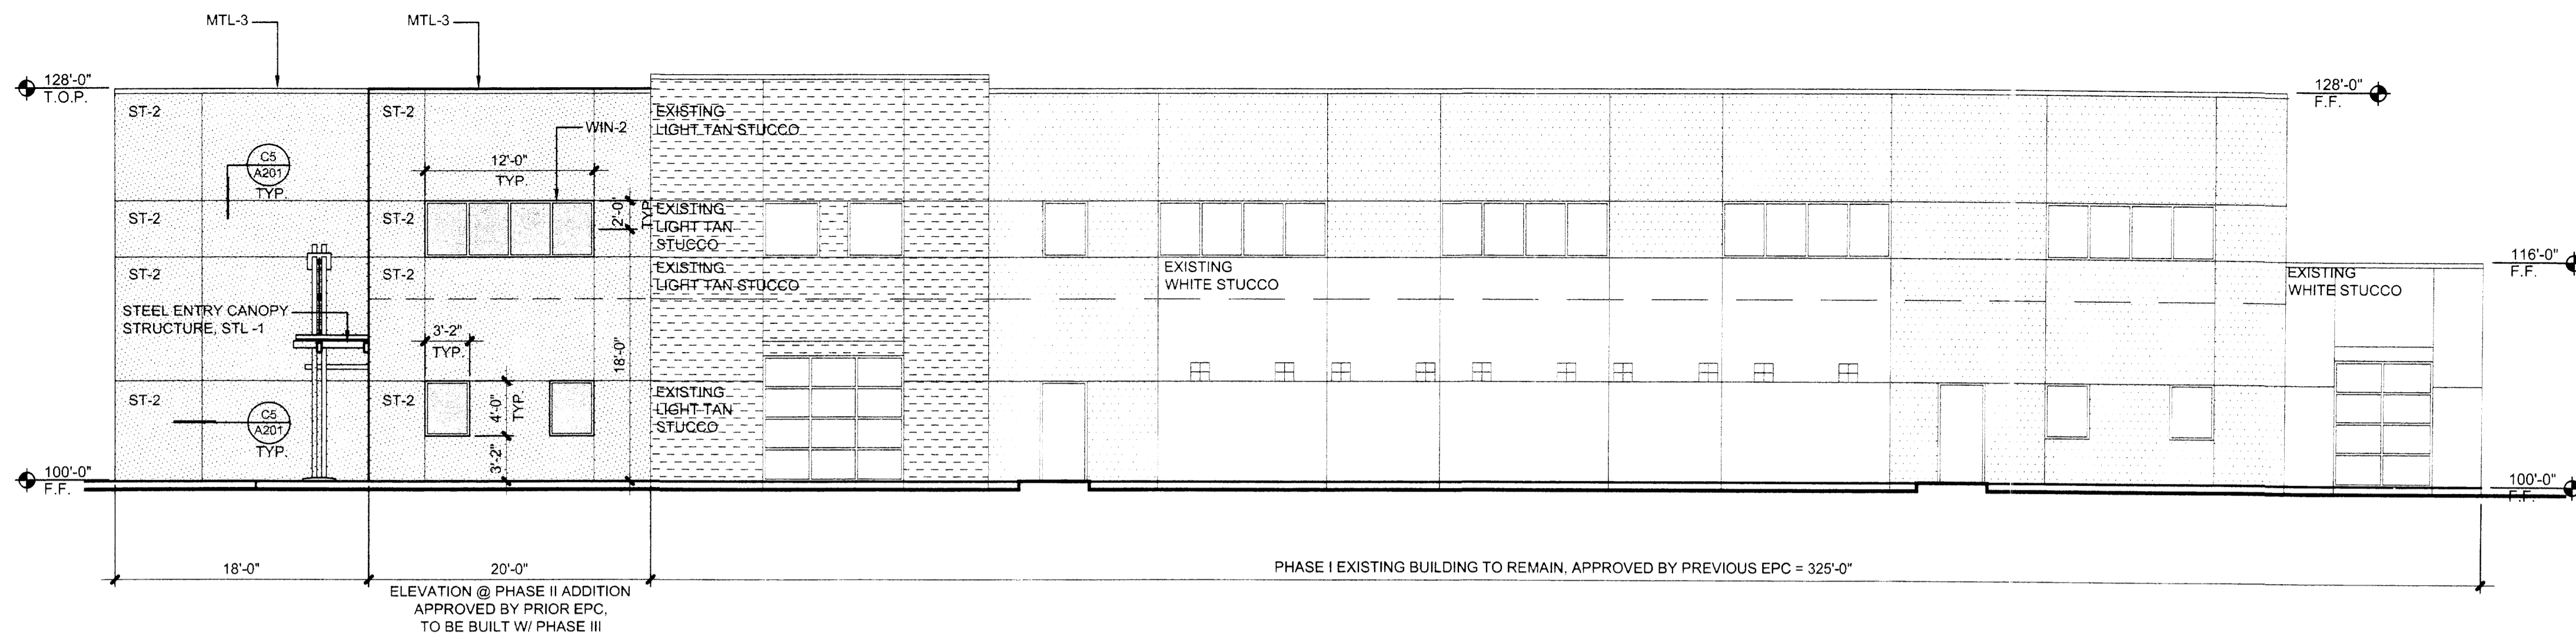 MTL-3
MTL-3
128'-0"
T.O.P.
128'-0"
F.F.
ST-2
ST-2
EXISTING
LIGHT TAN STUCCO
WIN-2
C5
A201
TYP.
12'-0"
TYP.
ST-2
ST-2
2'-0"
TYP.
EXISTING
LIGHT TAN
STUCCO
ST-2
ST-2
EXISTING
LIGHT TAN STUCCO
EXISTING
WHITE STUCCO
116'-0"
F.F.
EXISTING
WHITE STUCCO
STEEL ENTRY CANOPY
STRUCTURE, STL -1
3'-2"
TYP.
18'-0"
ST-2
ST-2
4'-0"
TYP.
EXISTING
LIGHT TAN
STUCCO
C5
A201
TYP.
3'-2"
100'-0"
F.F.
100'-0"
F.F.
18'-0"
20'-0"
PHASE I EXISTING BUILDING TO REMAIN, APPROVED BY PREVIOUS EPC = 325'-0"
ELEVATION @ PHASE II ADDITION
APPROVED BY PRIOR EPC,
TO BE BUILT W/ PHASE III